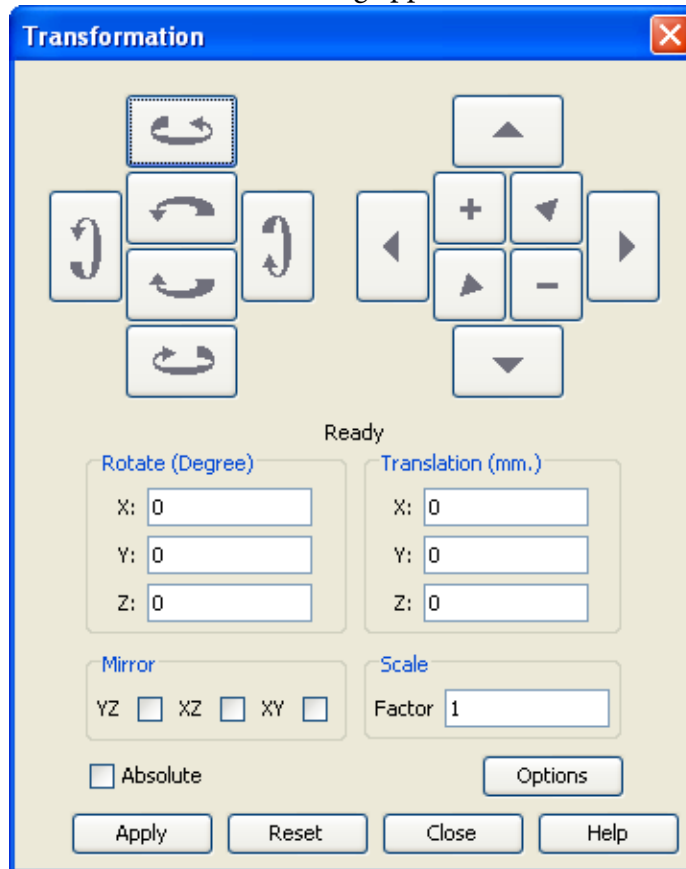 Transformation
Ready
Rotate (Degree) Translation (mm.)
X: 0 X: 0
Y: 0 Y: 0
Z: 0 Z: 0
Mirror Scale
YZ XZ XY Factor 1
Absolute Options
Apply Reset Close Help